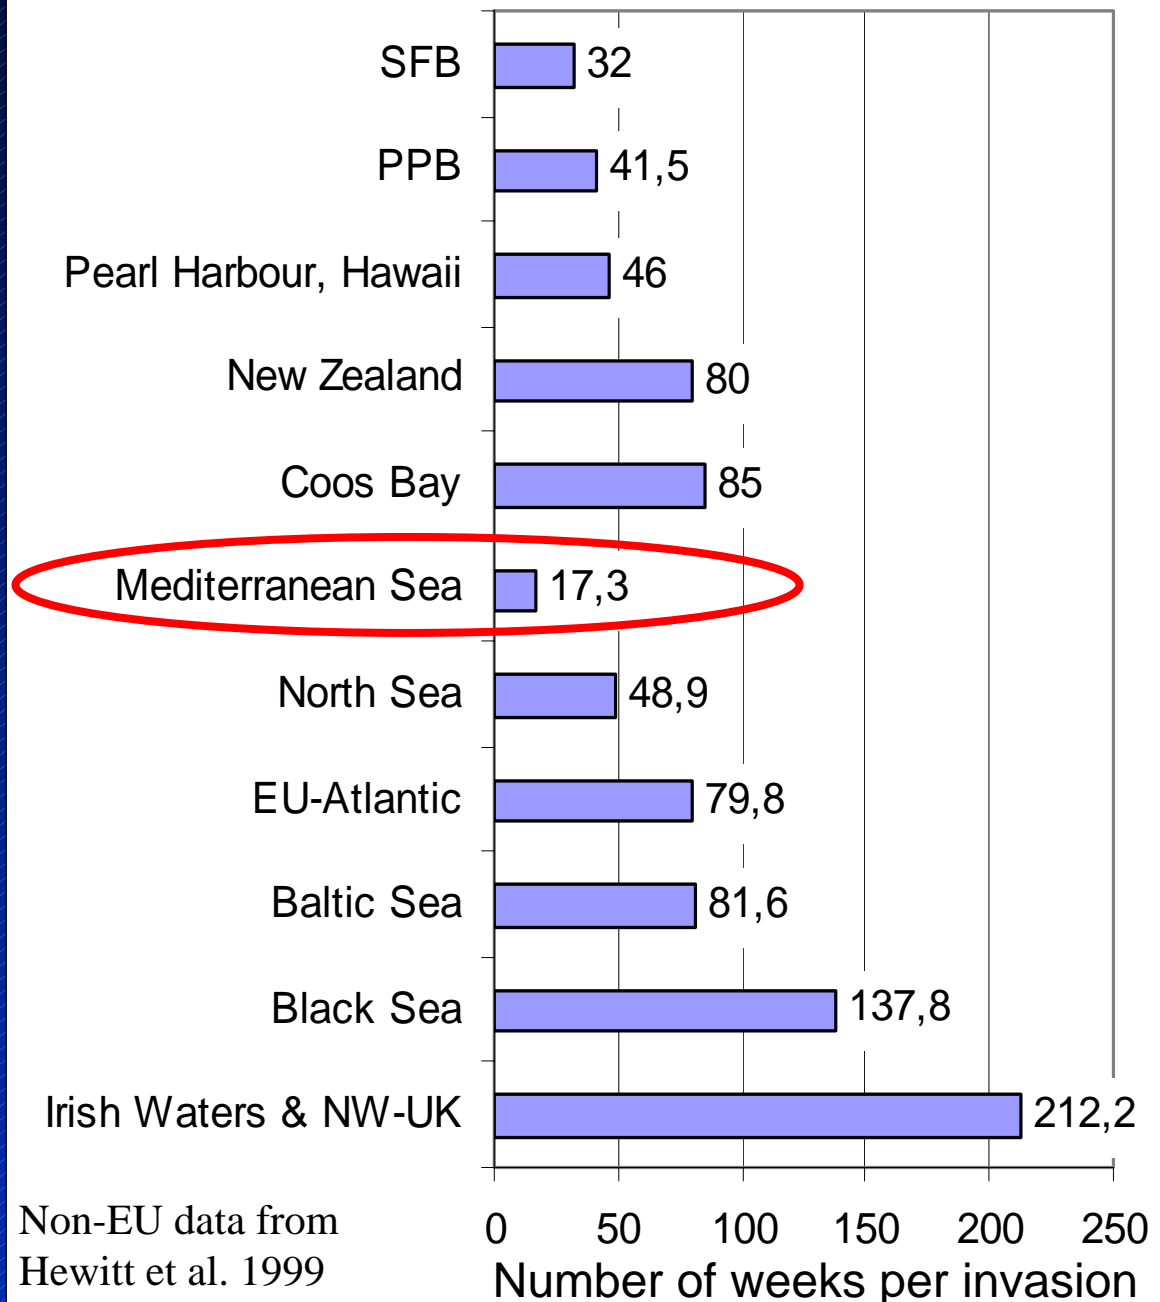 SFB 32
PPB 41,5
Pearl Harbour, Hawaii 46
New Zealand 80
Coos Bay 85
Mediterranean Sea 17,3
North Sea 48,9
EU-Atlantic 79,8
Baltic Sea 81,6
Black Sea 137,8
Irish Waters & NW-UK 212,2
0 50 100 150 200 250
Number of weeks per invasion
Non-EU data from
Hewitt et al. 1999